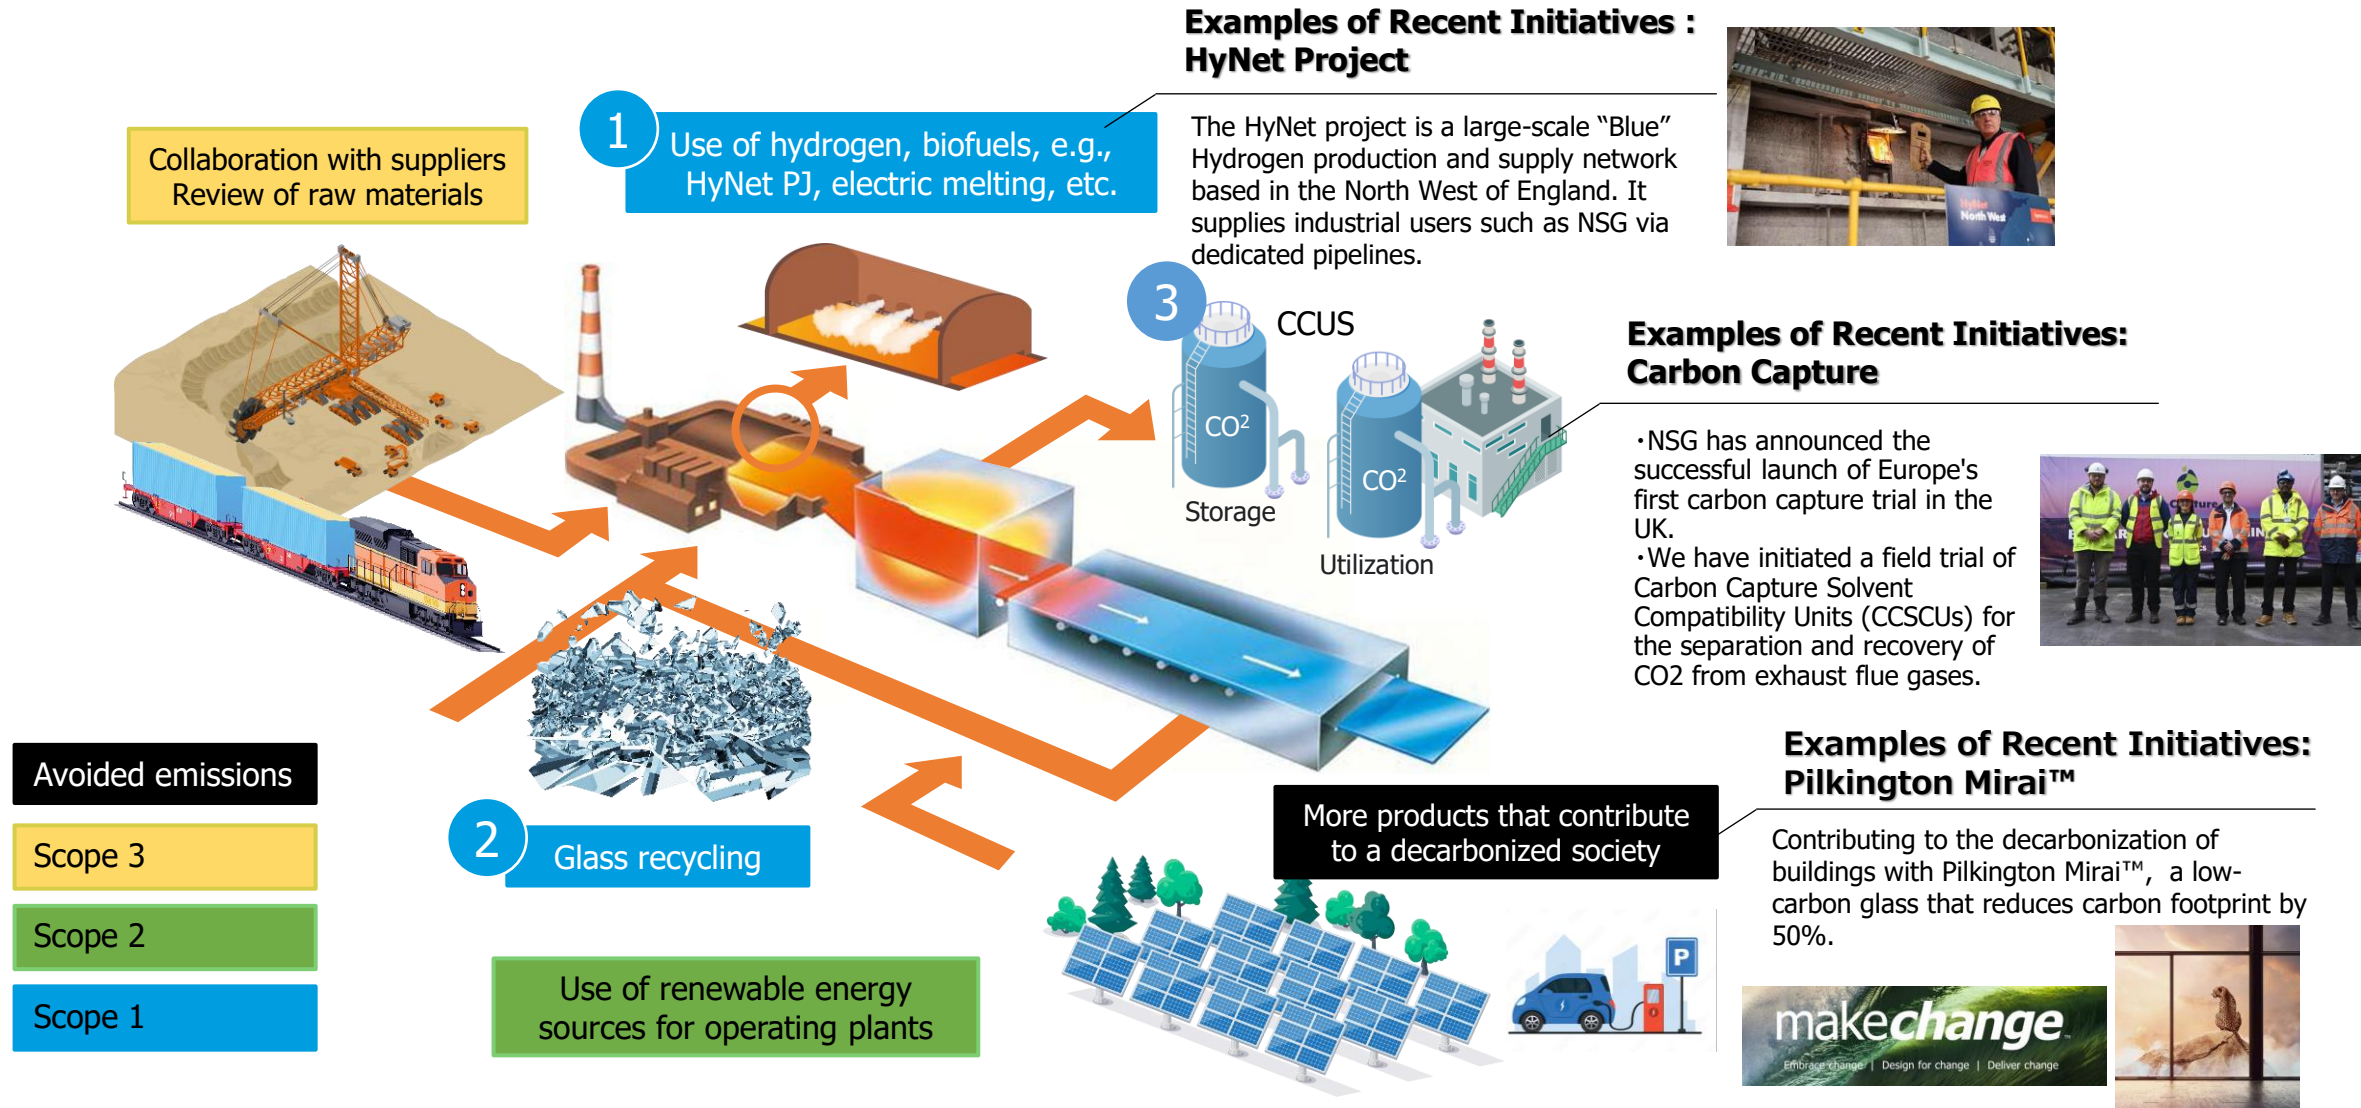 Examples of Recent Initiatives :
HyNet Project
The HyNet project is a large-scale “Blue”
Hydrogen production and supply network
based in the North West of England. It
supplies industrial users such as NSG via
dedicated pipelines.
HyNet
North West
1
Use of hydrogen, biofuels, e.g.,
HyNet PJ, electric melting, etc.
Collaboration with suppliers
Review of raw materials
3
CCUS
CO2
Storage
CO2
Utilization
Examples of Recent Initiatives:
Carbon Capture
・NSG has announced the
successful launch of Europe's
first carbon capture trial in the
UK.
・We have initiated a field trial of
Carbon Capture Solvent
Compatibility Units (CCSCUs) for
the separation and recovery of
CO2 from exhaust flue gases.
Avoided emissions
Scope 3
Scope 2
Scope 1
2
Glass recycling
Use of renewable energy
sources for operating plants
More products that contribute
to a decarbonized society
P
Examples of Recent Initiatives:
Pilkington Mirai™
Contributing to the decarbonization of
buildings with Pilkington Mirai™, a low-
carbon glass that reduces carbon footprint by
50%.
makechange
Embrace change | Design for change | Deliver change